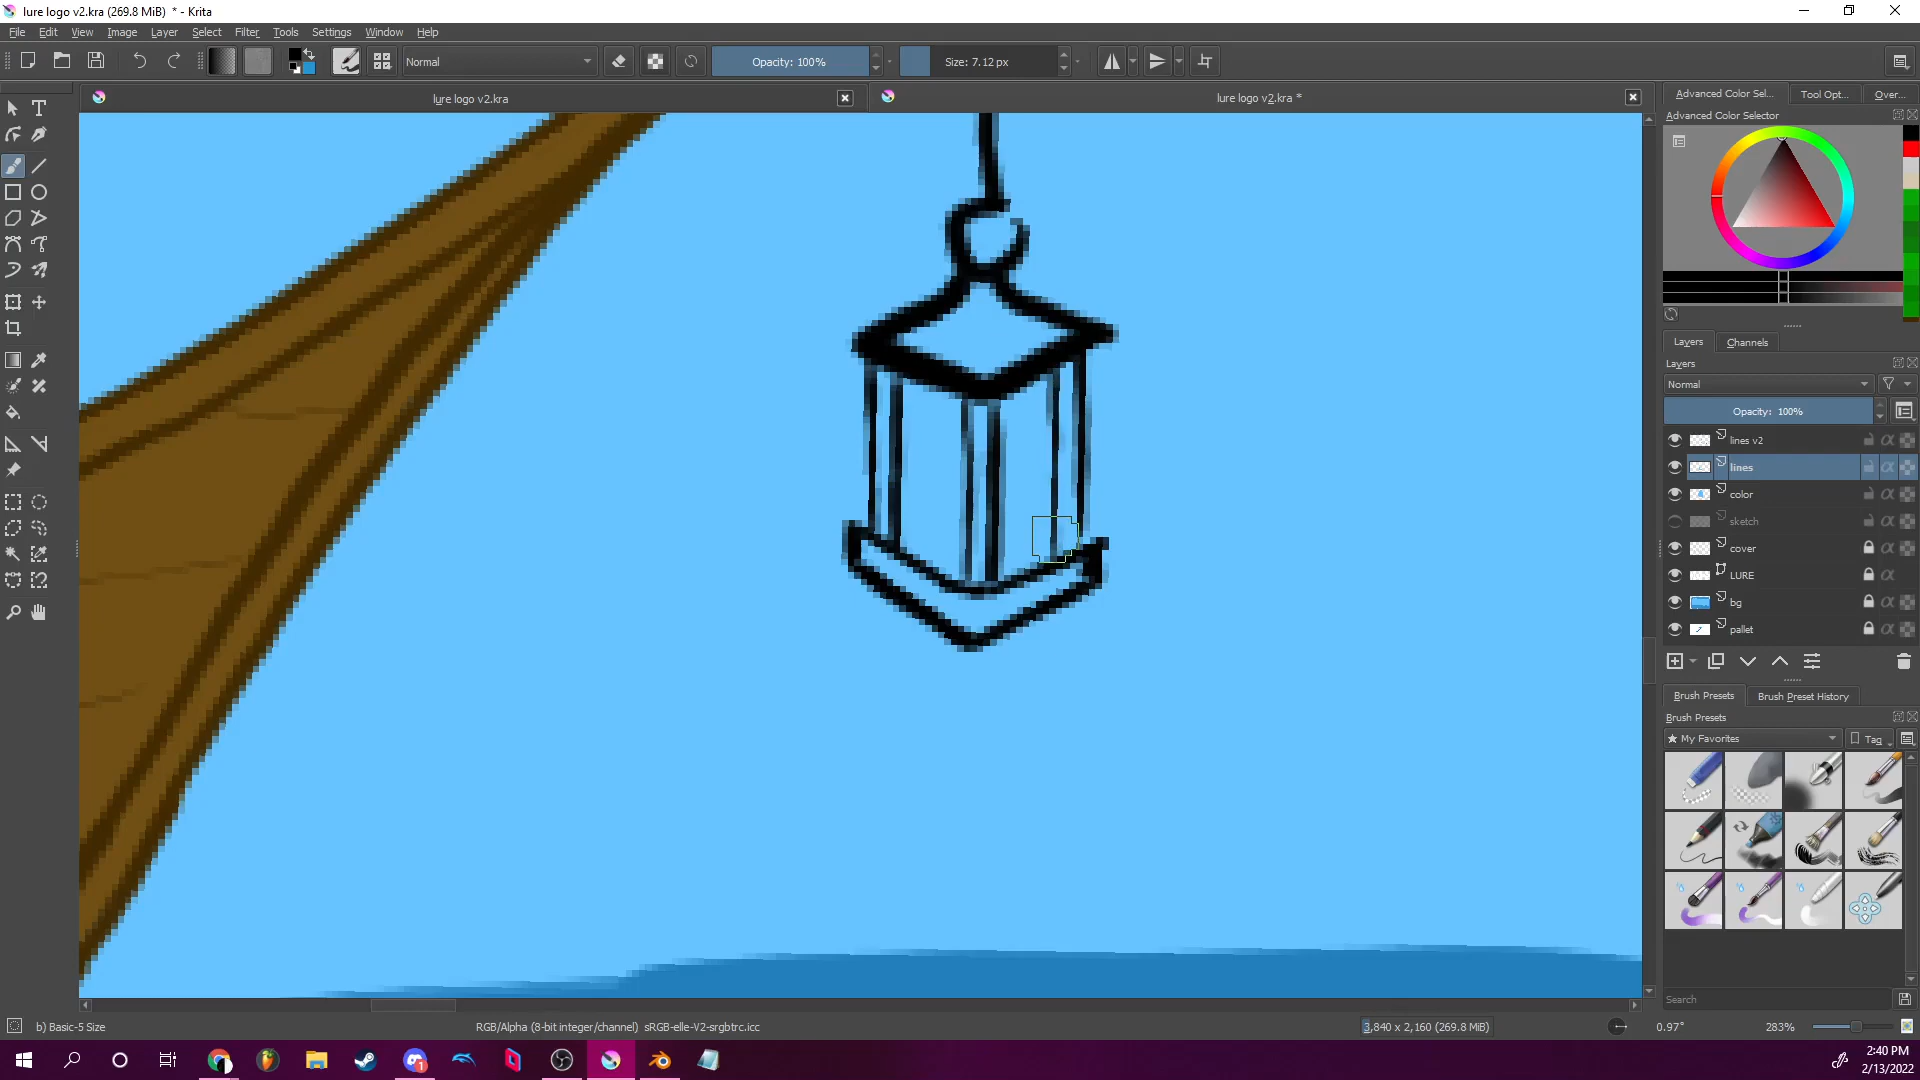 lure logo v2.kra (269.8 MiB) * - Krita
File Edit View Image Layer Select Filter Tools Settings Window Help
Normal
Opacity: 100%
Size: 7.12 px
lure logo v2.kra
lure logo v2.kra *
Advanced Color Sel...
Tool Opt...
Over...
Advanced Color Selector
Layers
Channels
Layers
Normal
Opacity: 100%
lines v2
lines
color
sketch
cover
LURE
bg
pallet
Brush Presets
Brush Preset History
Brush Presets
My Favorites
Tag
Search
b) Basic-5 Size
RGB/Alpha (8-bit integer/channel) sRGB-elle-V2-srgbtrc.icc
3,840 x 2,160 (269.8 MiB)
0.97°
283%
1
2:40 PM
2/13/2022